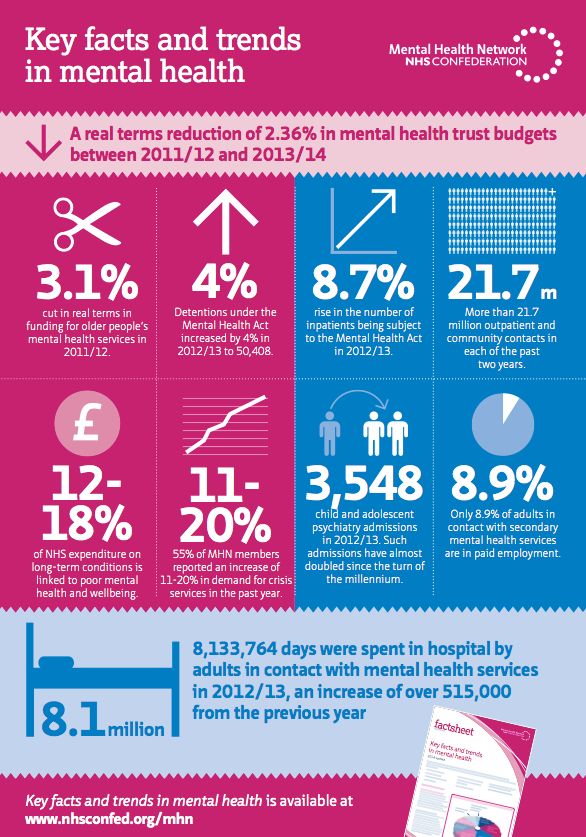 Key facts and trends
in mental health
Mental Health Network
NHS CONFEDERATION
A real terms reduction of 2.36% in mental health trust budgets
between 2011/12 and 2013/14
3.1%
cut in real terms in
funding for older people's
mental health services in
2011/12.
4%
Detentions under the
Mental Health Act
increased by 4% in
2012/13 to 50,408.
8.7%
rise in the number of
inpatients being subject
to the Mental Health Act
in 2012/13.
+
21.7m
More than 21.7
million outpatient and
community contacts in
each of the past
two years.
£
12-
18%
of NHS expenditure on
long-term conditions is
linked to poor mental
health and wellbeing.
11-
20%
55% of MHN members
reported an increase of
11-20% in demand for crisis
services in the past year.
3,548
child and adolescent
psychiatry admissions
in 2012/13. Such
admissions have almost
doubled since the turn of
the millennium.
8.9%
Only 8.9% of adults in
contact with secondary
mental health services
are in paid employment.
8.1 million
8,133,764 days were spent in hospital by
adults in contact with mental health services
in 2012/13, an increase of over 515,000
from the previous year
factsheet
Key facts and trends
in mental health
Key facts and trends in mental health is available at
www.nhsconfed.org/mhn